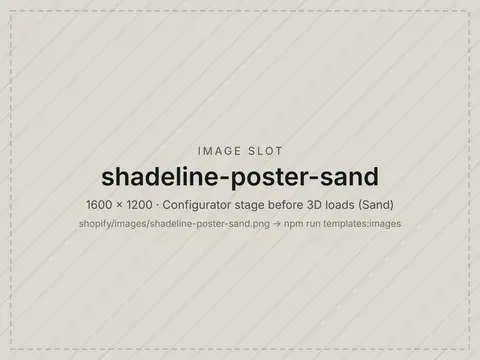 IMAGE SLOT
shadeline-poster-sand
1600 × 1200 · Configurator stage before 3D loads (Sand)
shopify/images/shadeline-poster-sand.png → npm run templates:images